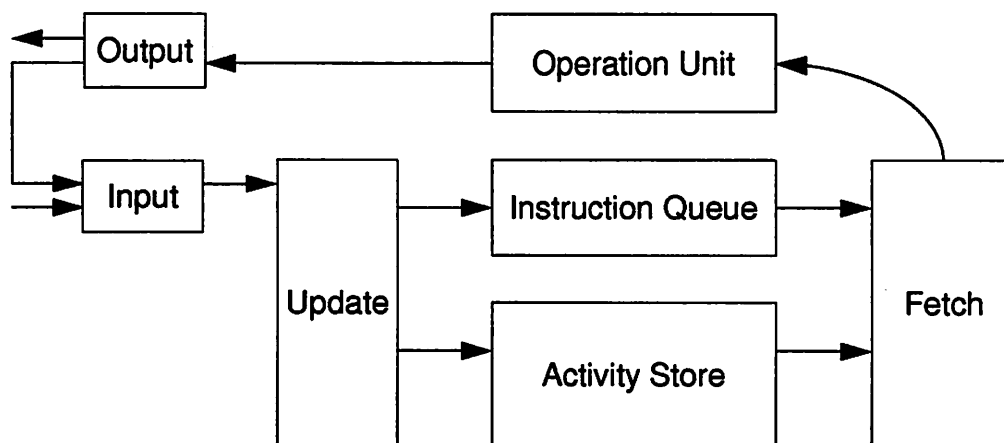 Output
Operation Unit
Input
Instruction Queue
Update
Fetch
Activity Store